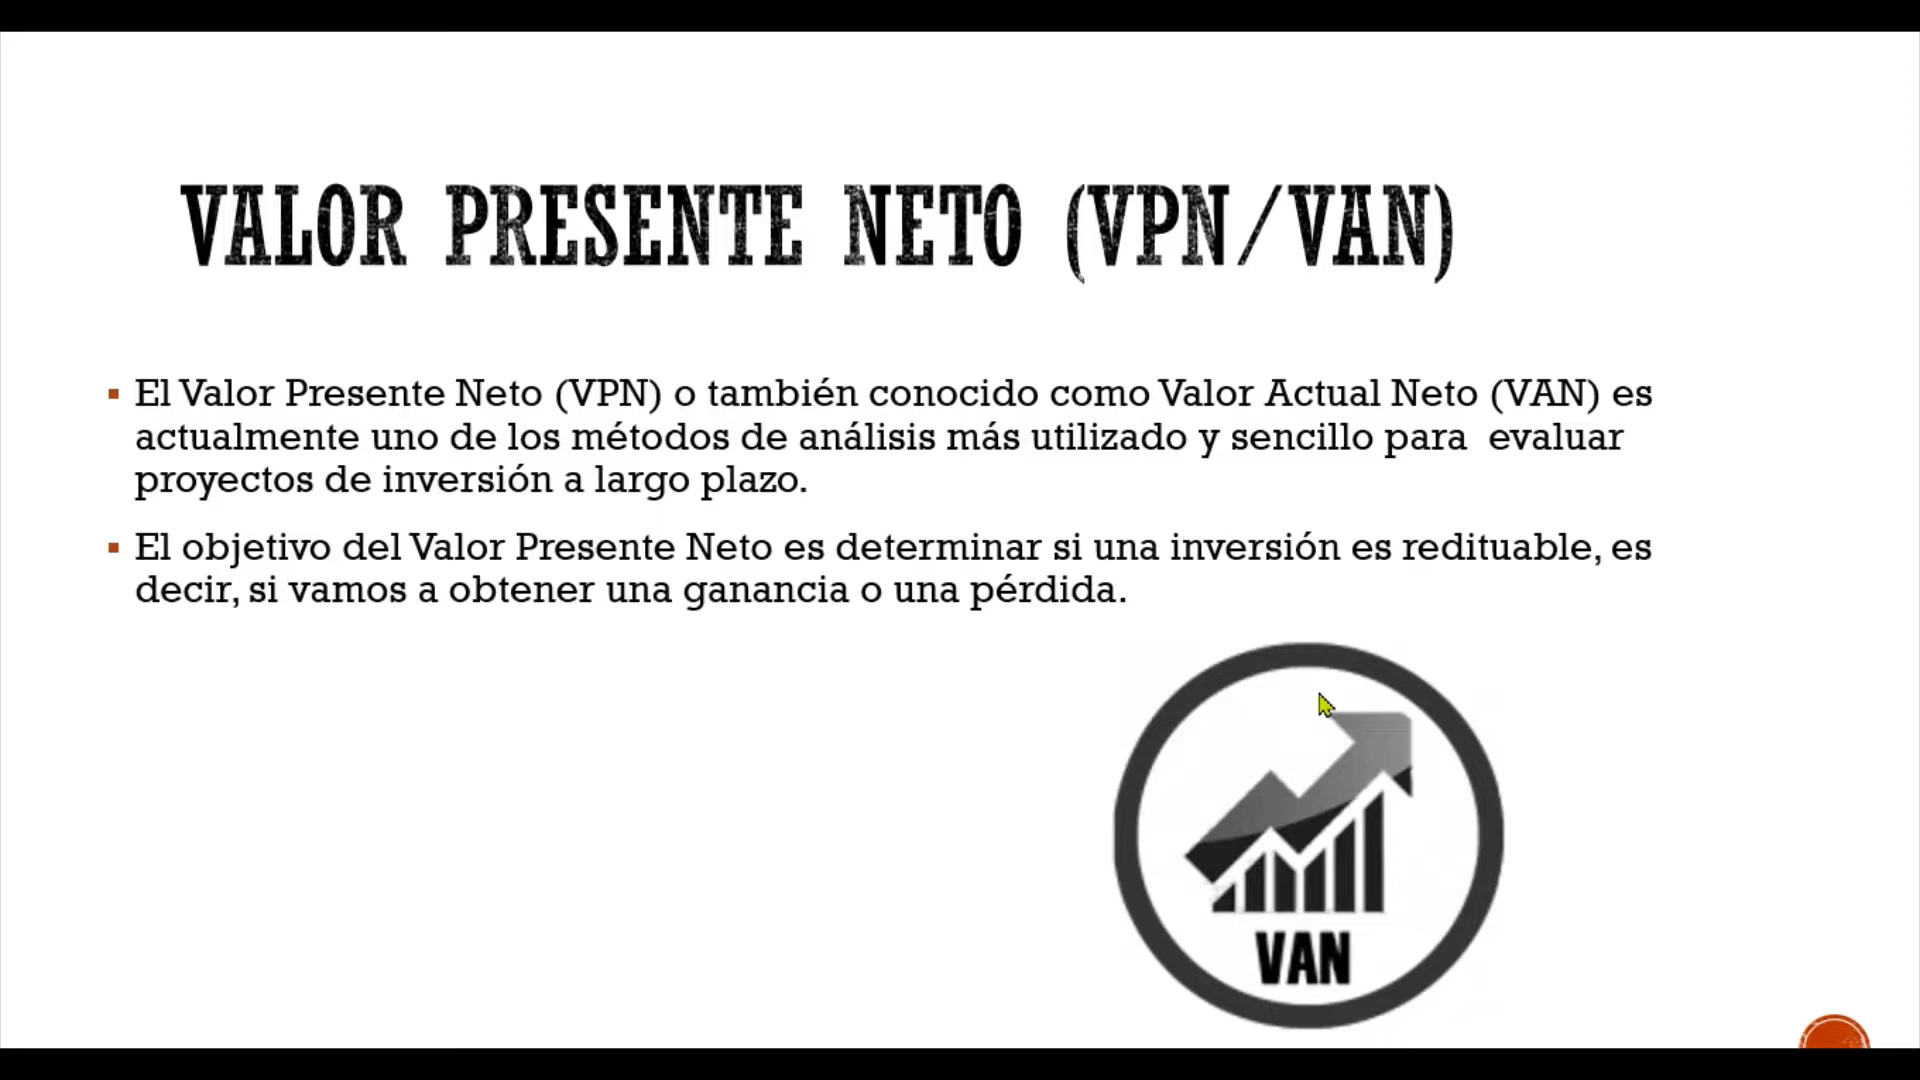 VALOR PRESENTE NETO (VPN/VAN)
El Valor Presente Neto (VPN) o también conocido como Valor Actual Neto (VAN) es
actualmente uno de los métodos de análisis más utilizado y sencillo para evaluar
proyectos de inversión a largo plazo.
El objetivo del Valor Presente Neto es determinar si una inversión es redituable, es
decir, si vamos a obtener una ganancia o una pérdida.
VAN